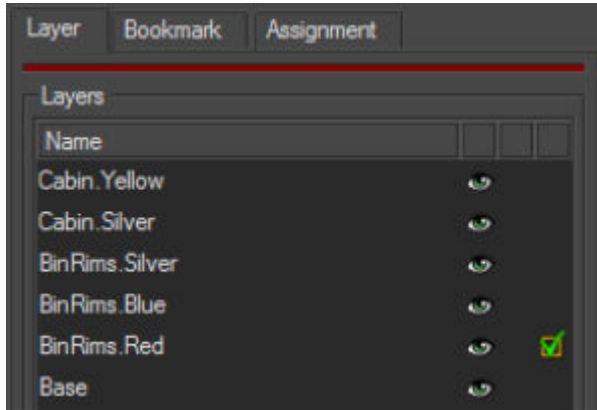 Layer Bookmark Assignment
Layers
Name
Cabin.Yellow
Cabin.Silver
BinRims.Silver
BinRims.Blue
BinRims.Red
Base